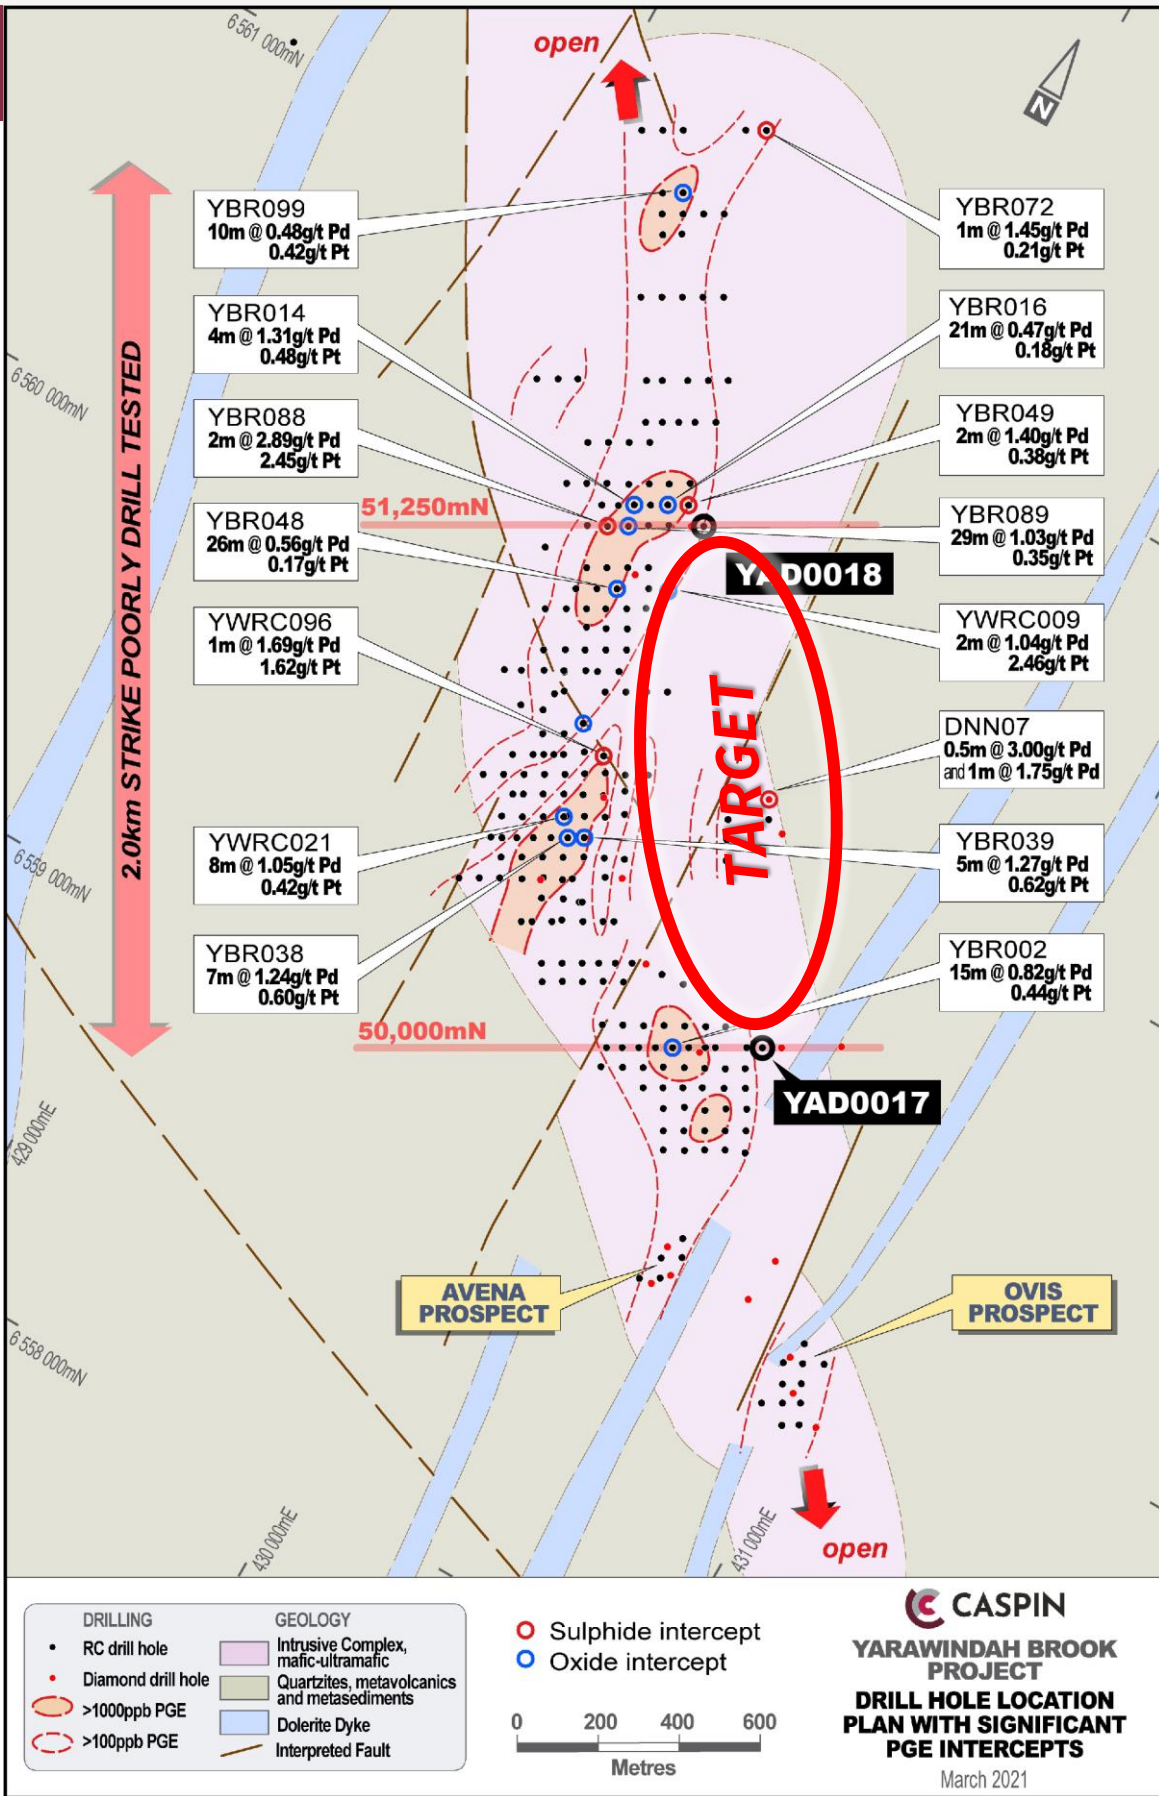 6 561 000mN
open
N
YBR099
10m @ 0.48g/t Pd
0.42g/t Pt
YBR072
1m @ 1.45g/t Pd
0.21g/t Pt
YBR014
4m @ 1.31g/t Pd
0.48g/t Pt
YBR016
21m @ 0.47g/t Pd
0.18g/t Pt
6 560 000mN
2.0km STRIKE POORLY DRILL TESTED
YBR088
2m @ 2.89g/t Pd
2.45g/t Pt
YBR049
2m @ 1.40g/t Pd
0.38g/t Pt
51,250mN
YBR048
26m @ 0.56g/t Pd
0.17g/t Pt
YBR089
29m @ 1.03g/t Pd
0.35g/t Pt
YAD0018
YWRC096
1m @ 1.69g/t Pd
1.62g/t Pt
YWRC009
2m @ 1.04g/t Pd
2.46g/t Pt
TARGET
DNN07
0.5m @ 3.00g/t Pd
and 1m @ 1.75g/t Pd
6 559 000mN
YWRC021
8m @ 1.05g/t Pd
0.42g/t Pt
YBR039
5m @ 1.27g/t Pd
0.62g/t Pt
YBR038
7m @ 1.24g/t Pd
0.60g/t Pt
YBR002
15m @ 0.82g/t Pd
0.44g/t Pt
50,000mN
YAD0017
429 000mE
AVENA
PROSPECT
OVIS
PROSPECT
6 558 000mN
430 000mE
431 000mE
open
DRILLING
RC drill hole
Diamond drill hole
>1000ppb PGE
>100ppb PGE
GEOLOGY
Intrusive Complex,
mafic-ultramafic
Quartzites, metavolcanics
and metasediments
Dolerite Dyke
Interpreted Fault
Sulphide intercept
Oxide intercept
0 200 400 600
Metres
CASPIN
YARAWINDAH BROOK
PROJECT
DRILL HOLE LOCATION
PLAN WITH SIGNIFICANT
PGE INTERCEPTS
March 2021